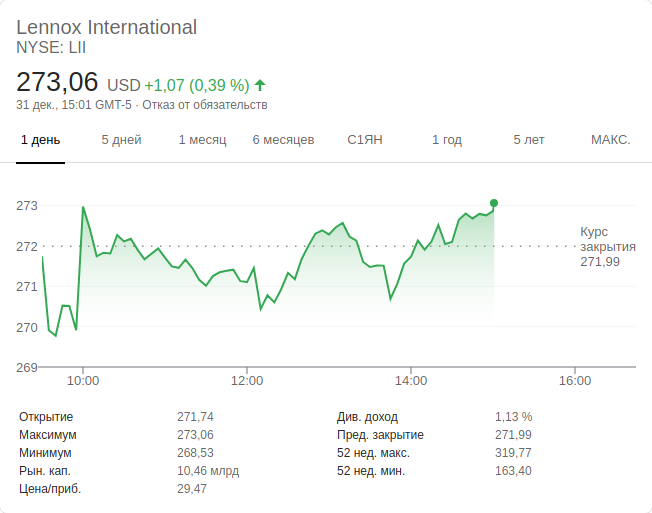 Lennox International
NYSE: LII
273,06 USD +1,07 (0,39 %)
31 дек., 15:01 GMT-5 · Отказ от обязательств
1 день 5 дней 1 месяц 6 месяцев С1ЯН 1 год 5 лет МАКС.
273
Курс
272 закрытия
271,99
271
270
269
10:00 12:00 14:00 16:00
Открытие 271,74 Див. доход 1,13 %
Максимум 273,06 Пред. закрытие 271,99
Минимум 268,53 52 нед. макс. 319,77
Рын. кап. 10,46 млрд 52 нед. мин. 163,40
Цена/приб. 29,47